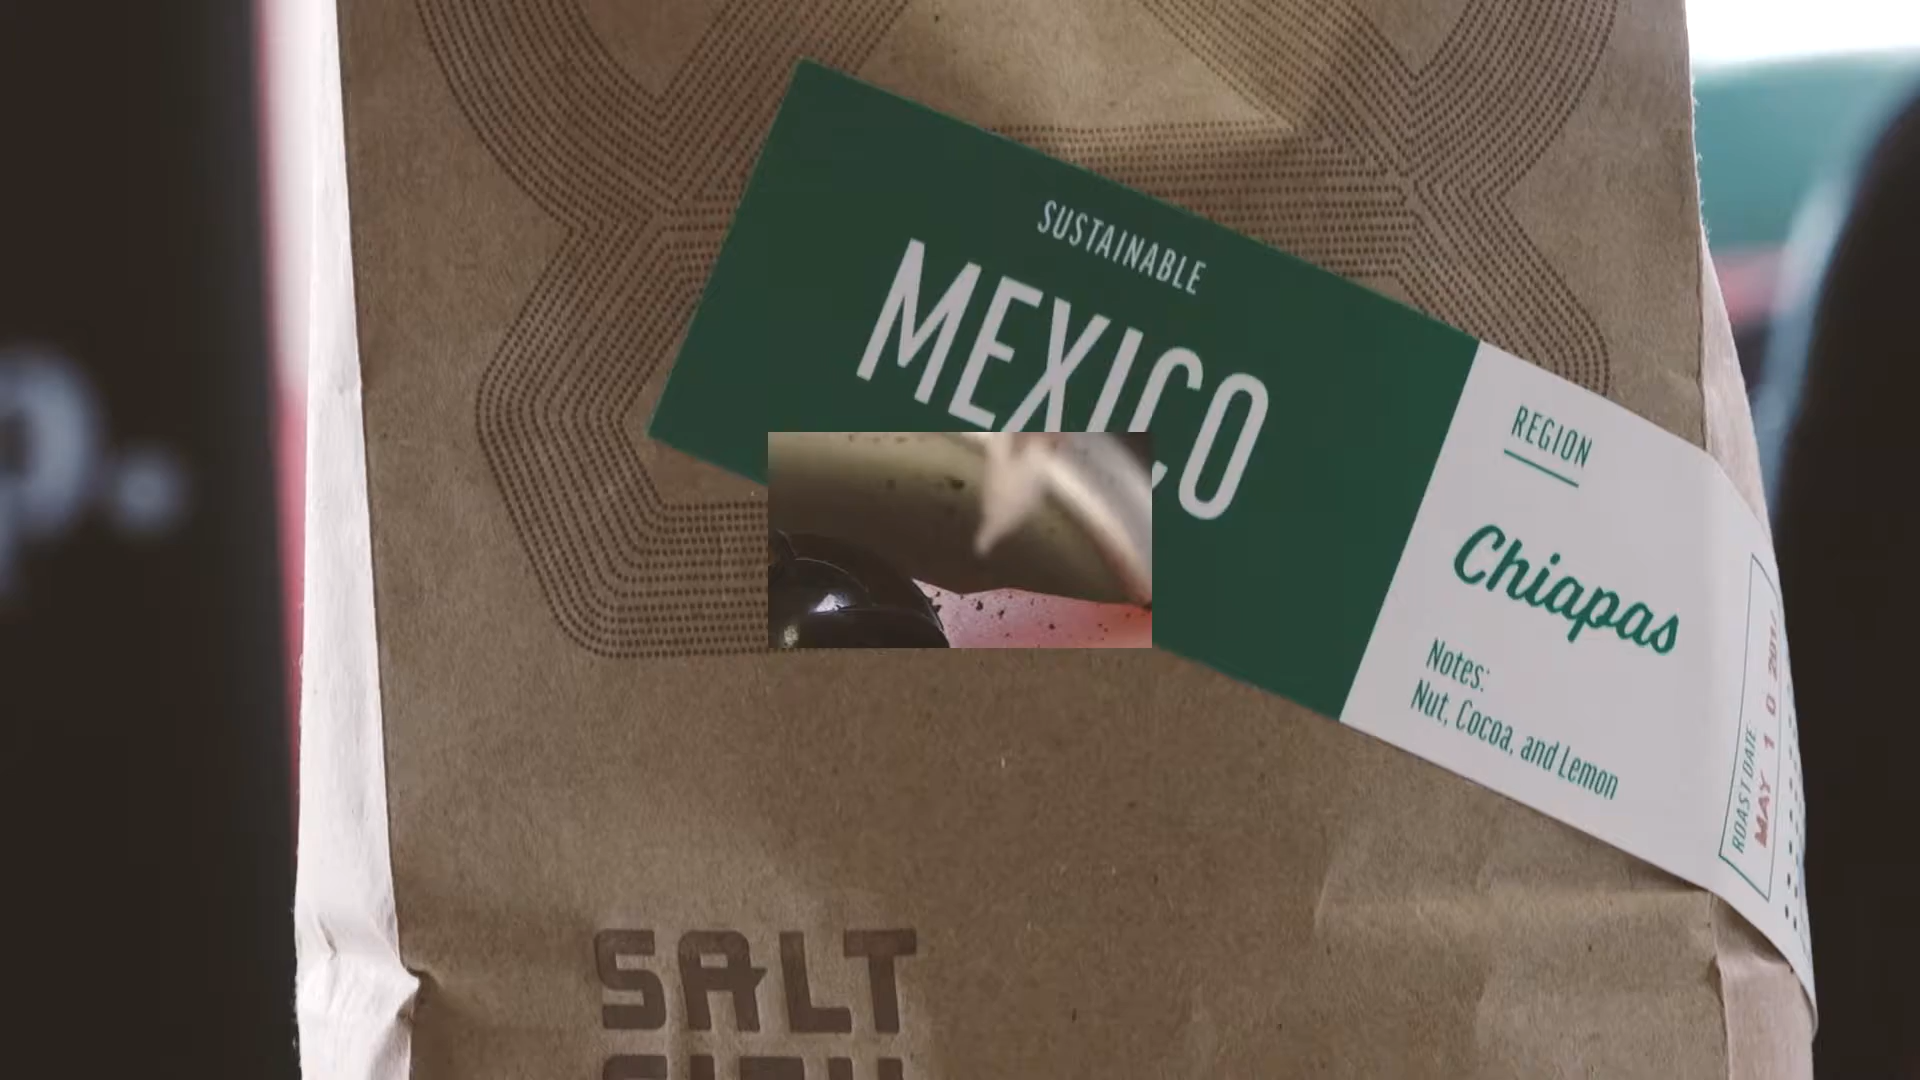 SUSTAINABLE
MEXICO
REGION
Chiapas
Notes:
Nut, Cocoa, and Lemon
ROAST DATE
MAY 1 0
SALT
p.